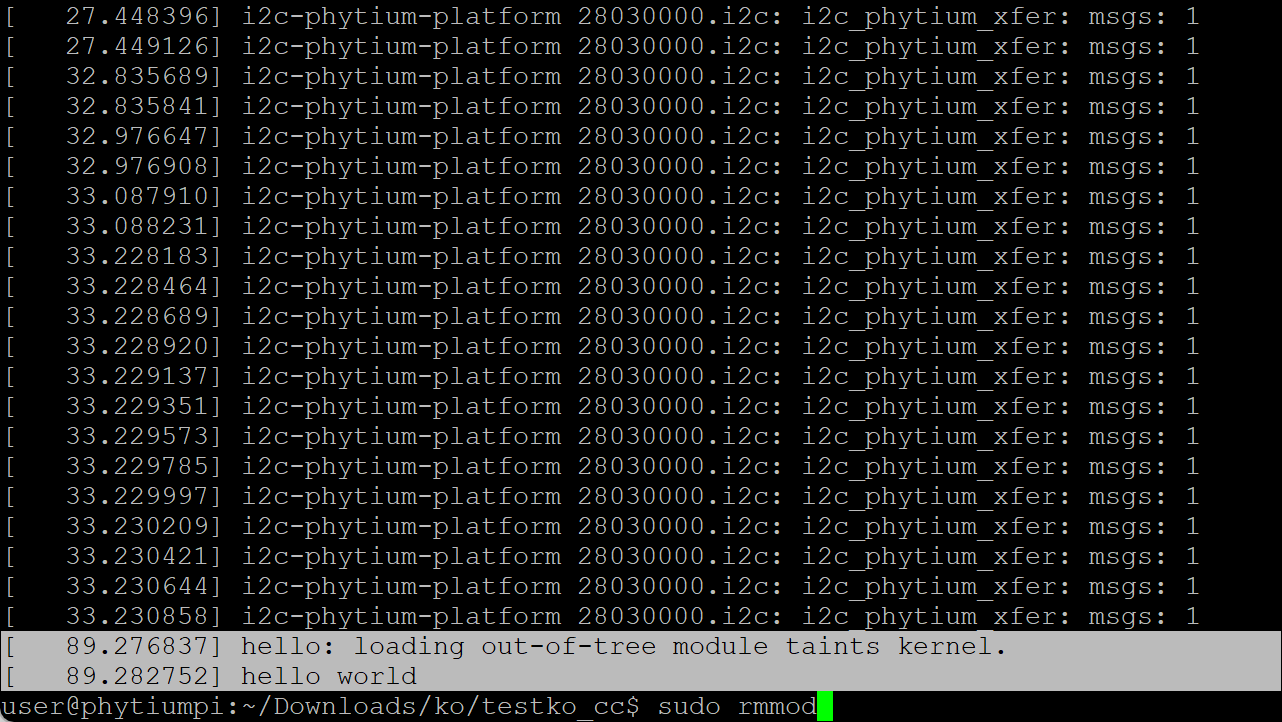 [   27.448396] i2c-phytium-platform 28030000.i2c: i2c_phytium_xfer: msgs: 1
[   27.449126] i2c-phytium-platform 28030000.i2c: i2c_phytium_xfer: msgs: 1
[   32.835689] i2c-phytium-platform 28030000.i2c: i2c_phytium_xfer: msgs: 1
[   32.835841] i2c-phytium-platform 28030000.i2c: i2c_phytium_xfer: msgs: 1
[   32.976647] i2c-phytium-platform 28030000.i2c: i2c_phytium_xfer: msgs: 1
[   32.976908] i2c-phytium-platform 28030000.i2c: i2c_phytium_xfer: msgs: 1
[   33.087910] i2c-phytium-platform 28030000.i2c: i2c_phytium_xfer: msgs: 1
[   33.088231] i2c-phytium-platform 28030000.i2c: i2c_phytium_xfer: msgs: 1
[   33.228183] i2c-phytium-platform 28030000.i2c: i2c_phytium_xfer: msgs: 1
[   33.228464] i2c-phytium-platform 28030000.i2c: i2c_phytium_xfer: msgs: 1
[   33.228689] i2c-phytium-platform 28030000.i2c: i2c_phytium_xfer: msgs: 1
[   33.228920] i2c-phytium-platform 28030000.i2c: i2c_phytium_xfer: msgs: 1
[   33.229137] i2c-phytium-platform 28030000.i2c: i2c_phytium_xfer: msgs: 1
[   33.229351] i2c-phytium-platform 28030000.i2c: i2c_phytium_xfer: msgs: 1
[   33.229573] i2c-phytium-platform 28030000.i2c: i2c_phytium_xfer: msgs: 1
[   33.229785] i2c-phytium-platform 28030000.i2c: i2c_phytium_xfer: msgs: 1
[   33.229997] i2c-phytium-platform 28030000.i2c: i2c_phytium_xfer: msgs: 1
[   33.230209] i2c-phytium-platform 28030000.i2c: i2c_phytium_xfer: msgs: 1
[   33.230421] i2c-phytium-platform 28030000.i2c: i2c_phytium_xfer: msgs: 1
[   33.230644] i2c-phytium-platform 28030000.i2c: i2c_phytium_xfer: msgs: 1
[   33.230858] i2c-phytium-platform 28030000.i2c: i2c_phytium_xfer: msgs: 1
[   89.276837] hello: loading out-of-tree module taints kernel.
[   89.282752] hello world
user@phytiumpi:~/Downloads/ko/testko_cc$ sudo rmmod